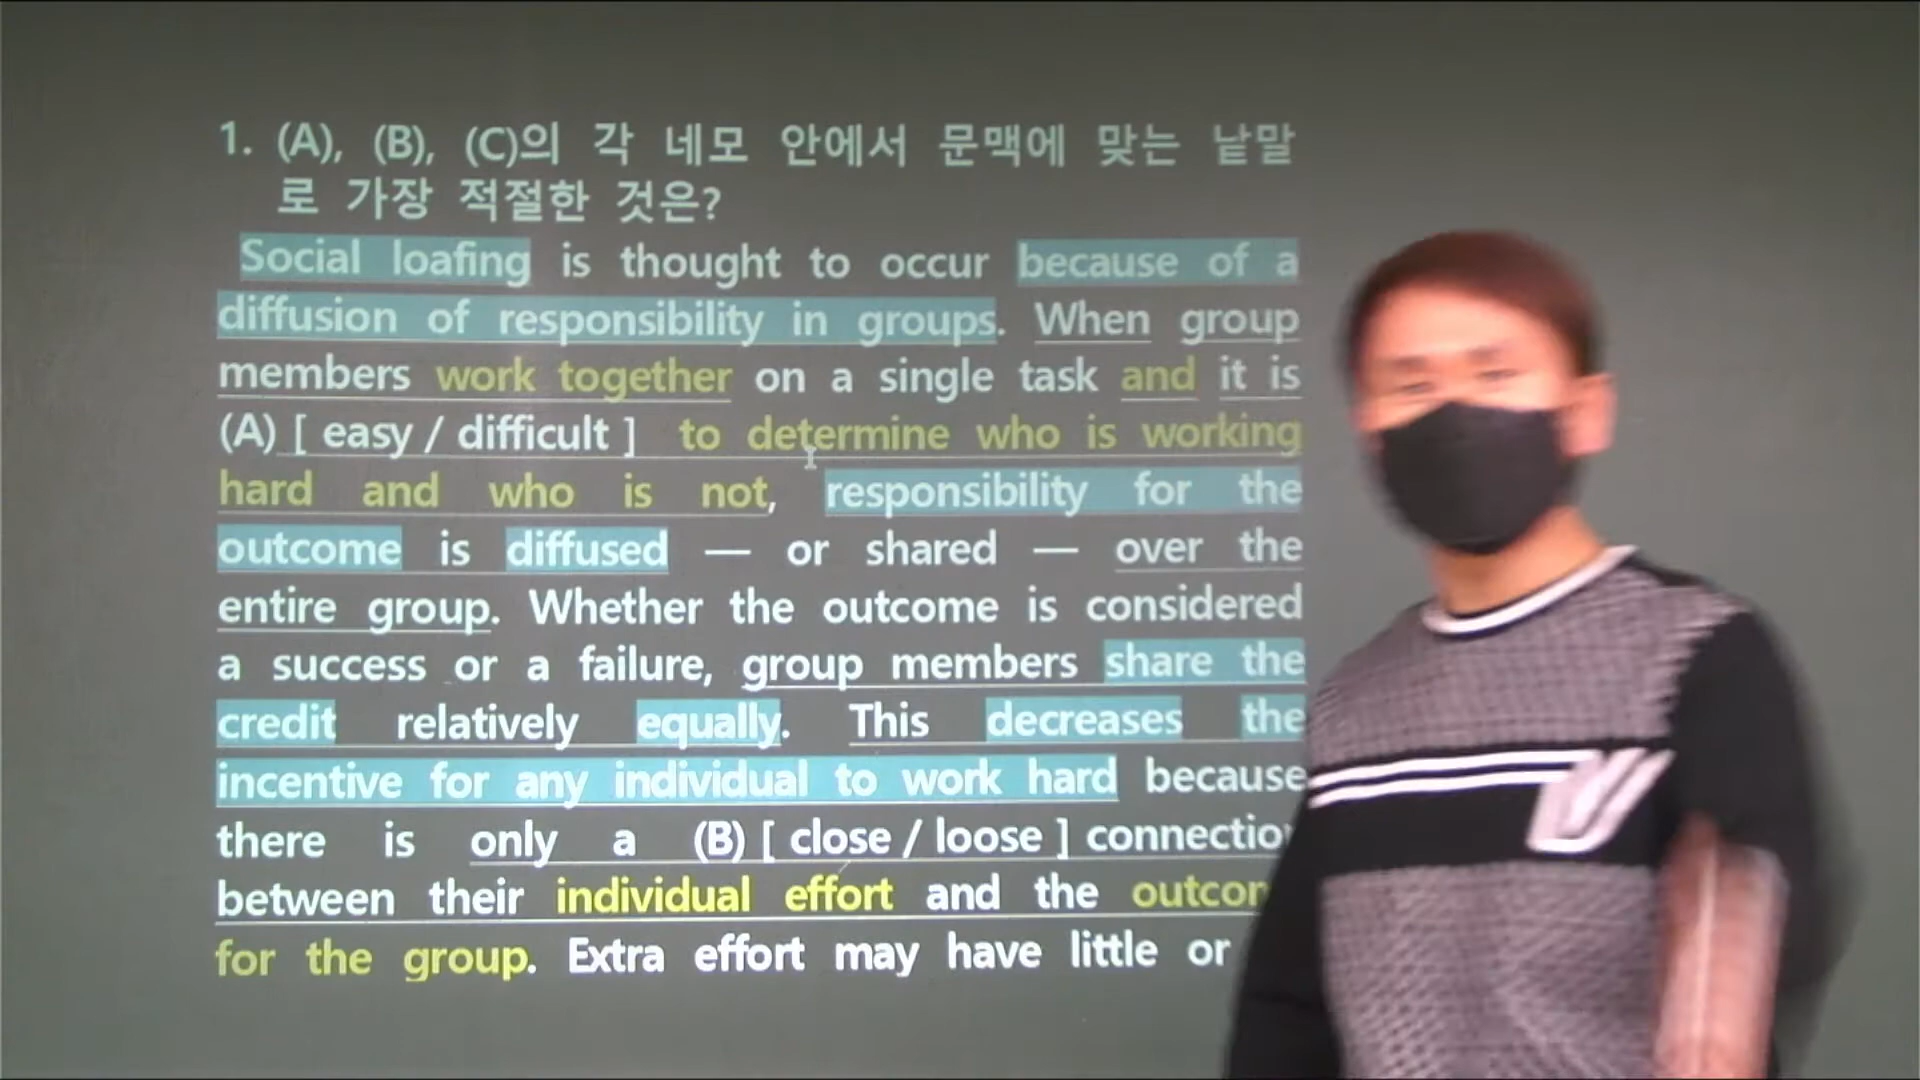 1. (A), (B), (C)의 각 네모 안에서 문맥에 맞는 낱말
로 가장 적절한 것은?
Social loafing is thought to occur because of a
diffusion of responsibility in groups. When group
members work together on a single task and it is
(A) [ easy / difficult ] to determine who is working
hard and who is not, responsibility for the
outcome is diffused — or shared — over the
entire group. Whether the outcome is considered
a success or a failure, group members share the
credit relatively equally. This decreases the
incentive for any individual to work hard because
there is only a (B) [ close / loose ]
between their individual effort and the
for the group. Extra effort may have little or